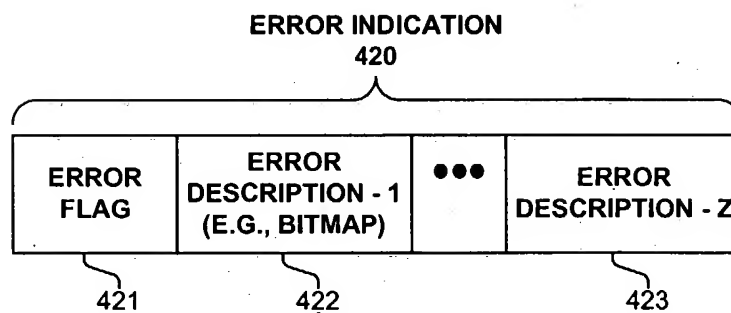 ERROR INDICATION
420
ERROR
FLAG
ERROR
DESCRIPTION - 1
(E.G., BITMAP)
●●●
ERROR
DESCRIPTION - Z
421
422
423